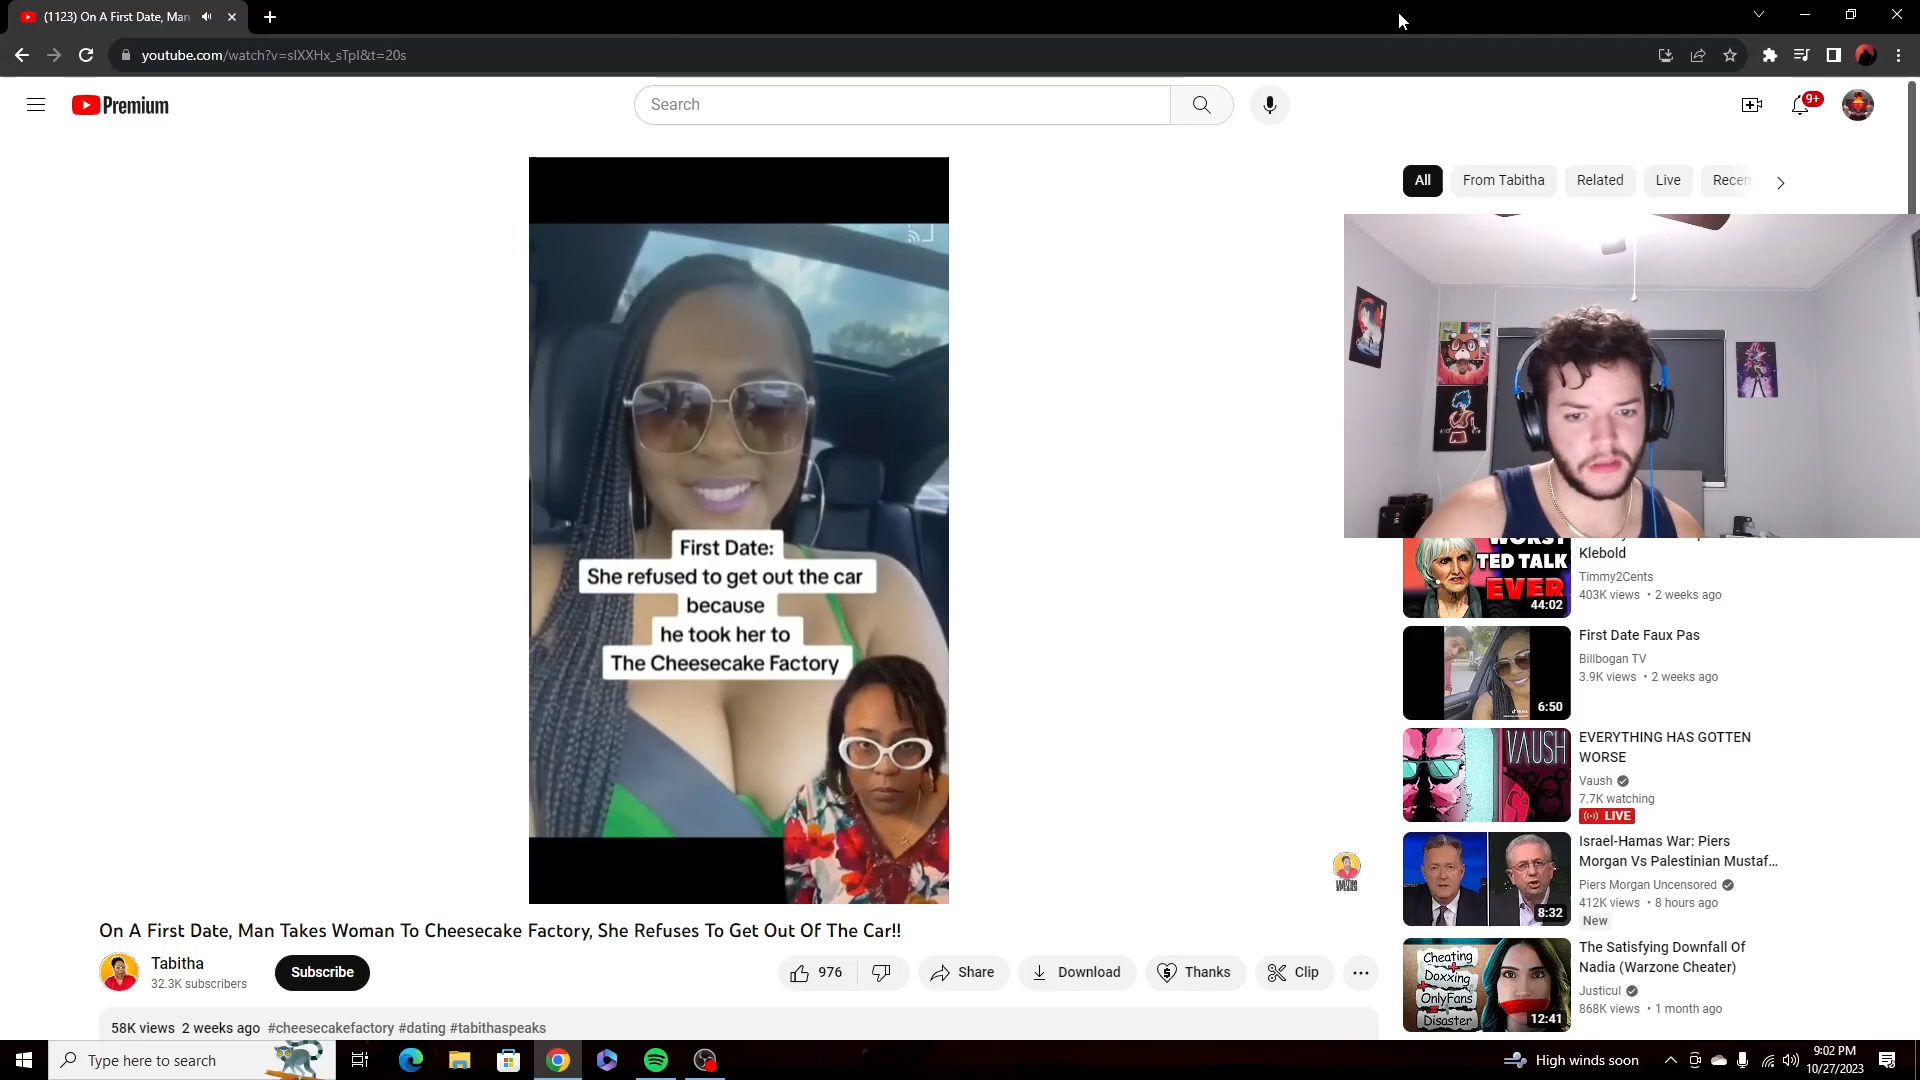 (1123) On A First Date, Man
youtube.com/watch?v=slXXHx_sTpI&t=20s
Premium
Search
9+
All
From Tabitha
Related
Live
Recen
First Date:
She refused to get out the car
because
he took her to
The Cheesecake Factory
TED TALK
EVER
44:02
Klebold
Timmy2Cents
403K views • 2 weeks ago
6:50
First Date Faux Pas
Billbogan TV
3.9K views • 2 weeks ago
VAUSH
EVERYTHING HAS GOTTEN
WORSE
Vaush
7.7K watching
LIVE
8:32
Israel-Hamas War: Piers
Morgan Vs Palestinian Mustaf...
Piers Morgan Uncensored
412K views • 8 hours ago
New
Cheating
Doxxing
OnlyFans
Disaster
12:41
The Satisfying Downfall Of
Nadia (Warzone Cheater)
Justicul
868K views • 1 month ago
On A First Date, Man Takes Woman To Cheesecake Factory, She Refuses To Get Out Of The Car!!
Tabitha
32.3K subscribers
Subscribe
976
Share
Download
Thanks
Clip
58K views 2 weeks ago #cheesecakefactory #dating #tabithaspeaks
Type here to search
High winds soon
9:02 PM
10/27/2023